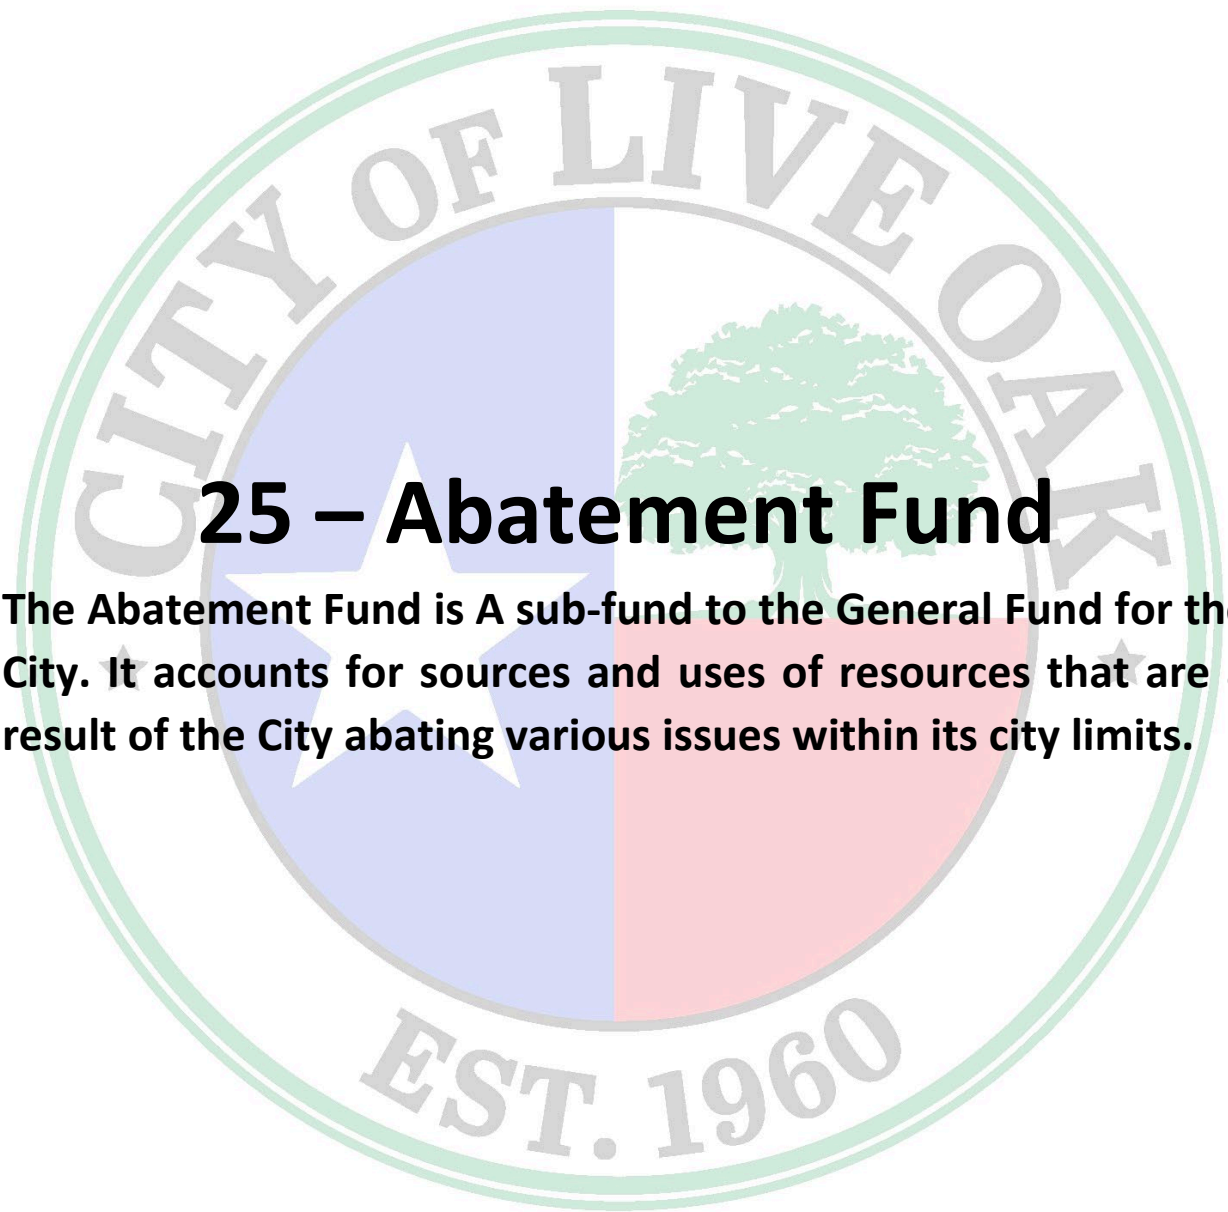 CITY OF LIVE OAK
25 – Abatement Fund
The Abatement Fund is A sub-fund to the General Fund for the
City. It accounts for sources and uses of resources that are
result of the City abating various issues within its city limits.
EST. 1960